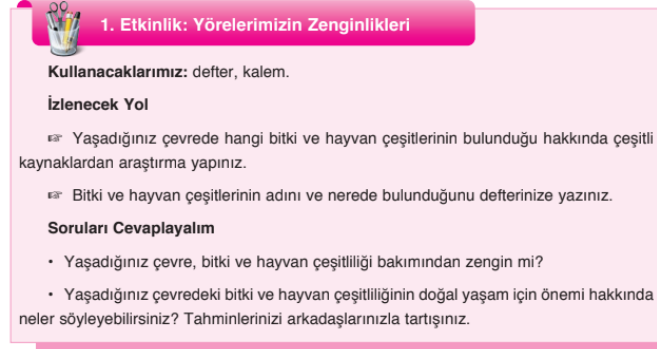 1. Etkinlik: Yörelerimizin Zenginlikleri
Kullanacaklarımız: defter, kalem.
İzlenecek Yol
☞ Yaşadığınız çevrede hangi bitki ve hayvan çeşitlerinin bulunduğu hakkında çeşitli
kaynaklardan araştırma yapınız.
☞ Bitki ve hayvan çeşitlerinin adını ve nerede bulunduğunu defterinize yazınız.
Soruları Cevaplayalım
• Yaşadığınız çevre, bitki ve hayvan çeşitliliği bakımından zengin mi?
• Yaşadığınız çevredeki bitki ve hayvan çeşitliliğinin doğal yaşam için önemi hakkında
neler söyleyebilirsiniz? Tahminlerinizi arkadaşlarınızla tartışınız.